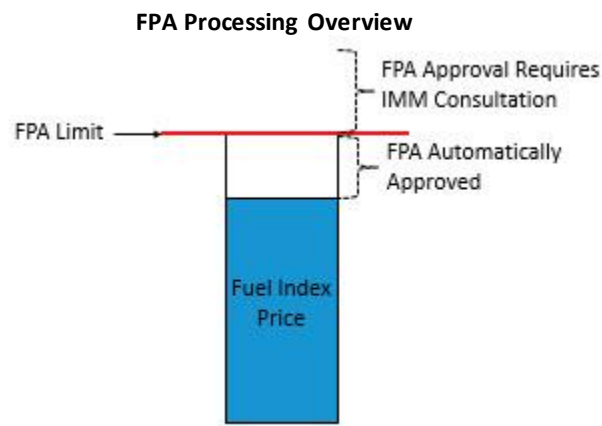 FPA Processing Overview
FPA Approval Requires
IMM Consultation
FPA Limit
FPA Automatically
Approved
Fuel Index
Price